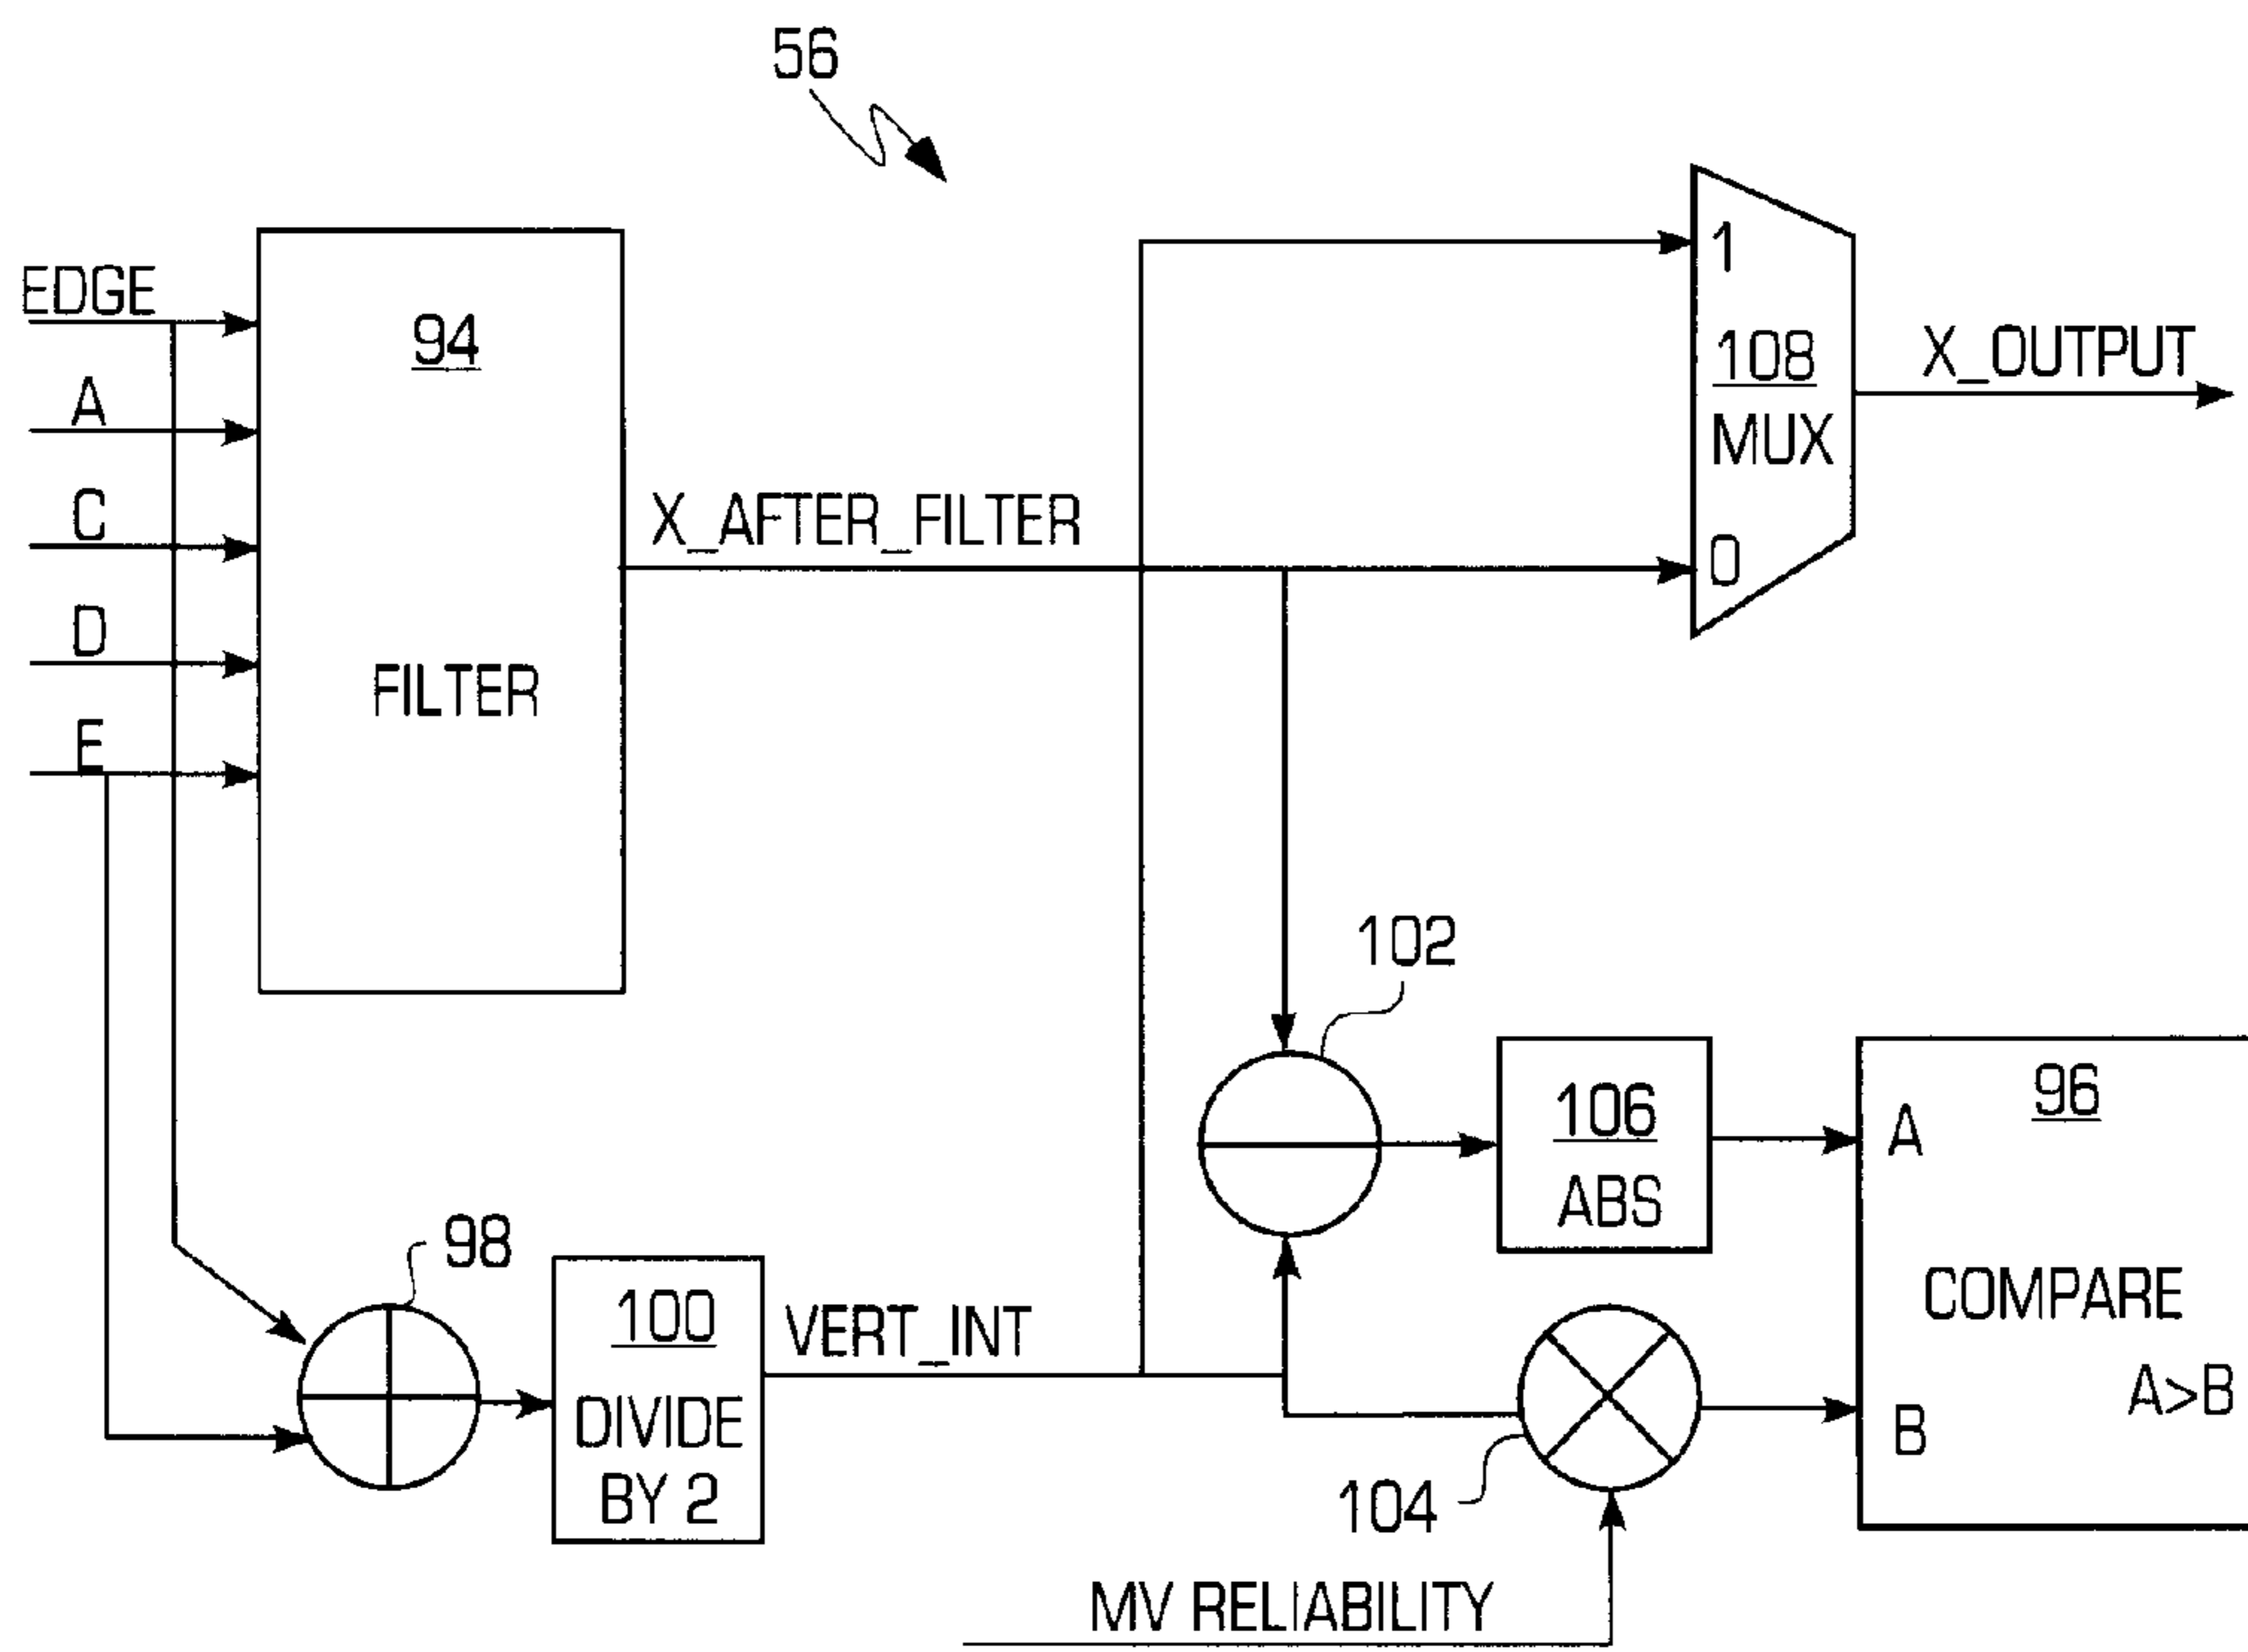 56
EDGE
A
C
D
E
94
FILTER
X_AFTER_FILTER
1
108
MUX
0
X_OUTPUT
102
106
ABS
96
A
COMPARE
A>B
B
98
100
DIVIDE
BY 2
VERT_INT
104
MV RELIABILITY